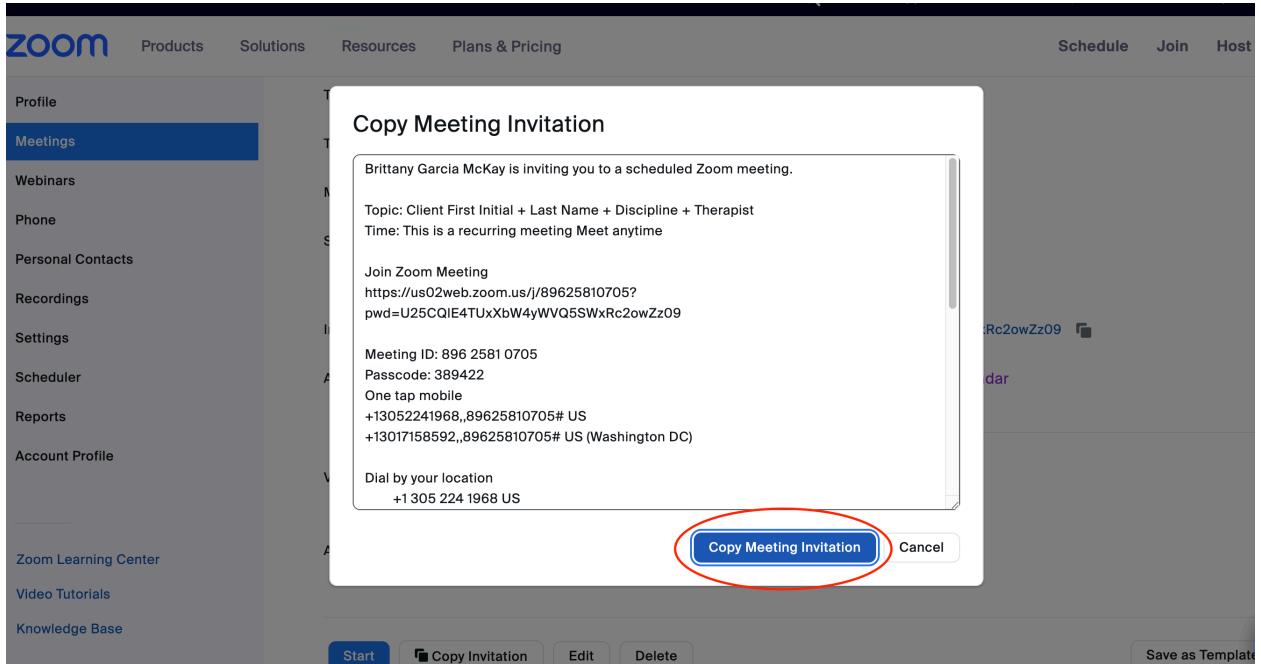 zoom Products Solutions Resources Plans & Pricing Schedule Join Host
Profile
Meetings
Webinars
Phone
Personal Contacts
Recordings
Settings
Scheduler
Reports
Account Profile
Zoom Learning Center
Video Tutorials
Knowledge Base
Copy Meeting Invitation
Brittany Garcia McKay is inviting you to a scheduled Zoom meeting.
Topic: Client First Initial + Last Name + Discipline + Therapist
Time: This is a recurring meeting Meet anytime
Join Zoom Meeting
https://us02web.zoom.us/j/89625810705?
pwd=U25CQlE4TUxXbW4yWVQ5SWxRc2owZz09
Meeting ID: 896 2581 0705
Passcode: 389422
One tap mobile
+13052241968,,89625810705# US
+13017158592,,89625810705# US (Washington DC)
Dial by your location
+1 305 224 1968 US
Copy Meeting Invitation Cancel
xRc2owZz09
dar
Start Copy Invitation Edit Delete Save as Template